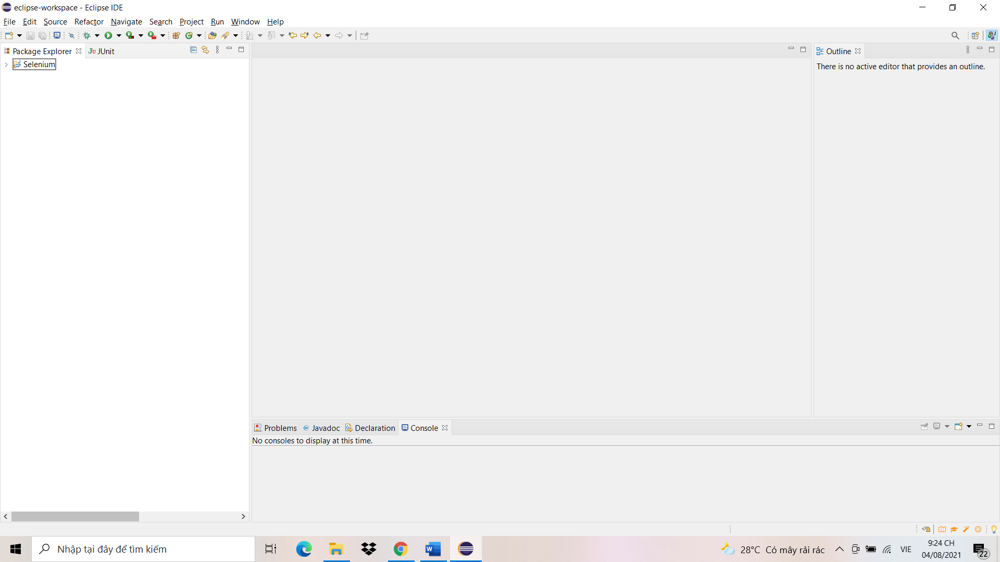 eclipse-workspace - Eclipse IDE
File Edit Source Refactor Navigate Search Project Run Window Help
Package Explorer JUnit
Selenium
Outline
There is no active editor that provides an outline.
Problems @ Javadoc Declaration Console
No consoles to display at this time.
Nhập tại đây để tìm kiếm
28°C Có mây rải rác
VIE
9:24 CH
04/08/2021
22